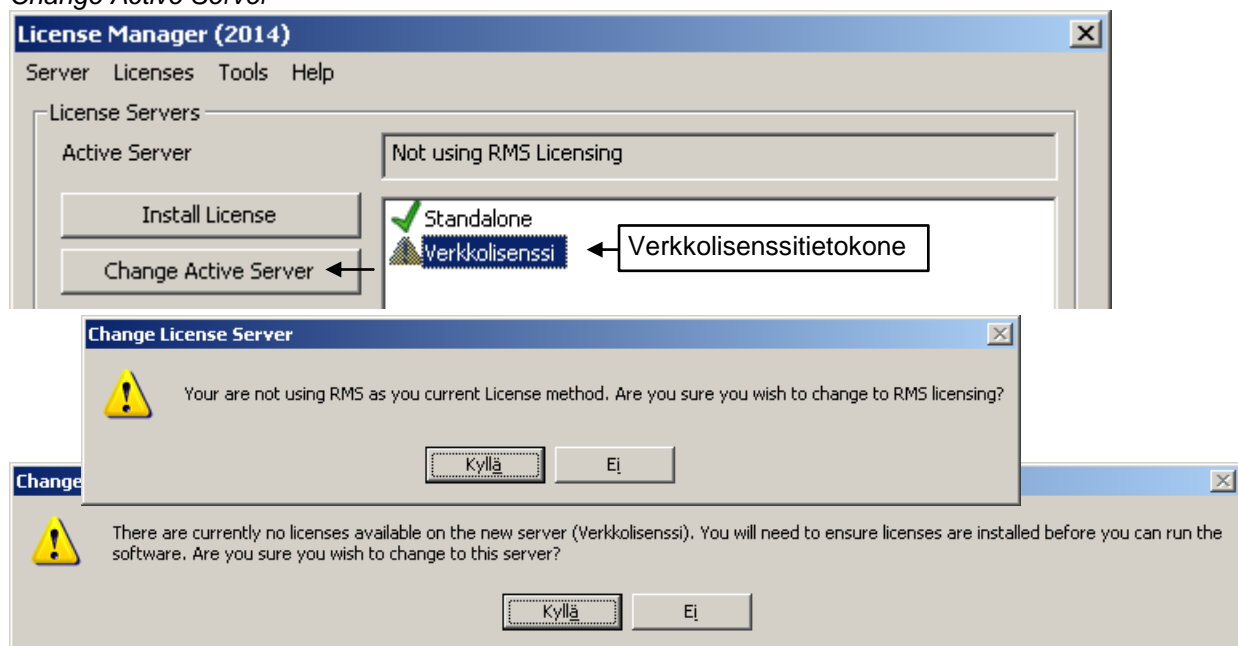 Change Active Server
License Manager (2014)
Server Licenses Tools Help
License Servers
Active Server
Not using RMS Licensing
Install License
Standalone
Verkkolisenssi
Verkkolisenssitietokone
Change Active Server
Change License Server
Your are not using RMS as you current License method. Are you sure you wish to change to RMS licensing?
Kyllä Ei
Change
There are currently no licenses available on the new server (Verkkolisenssi). You will need to ensure licenses are installed before you can run the
software. Are you sure you wish to change to this server?
Kyllä Ei